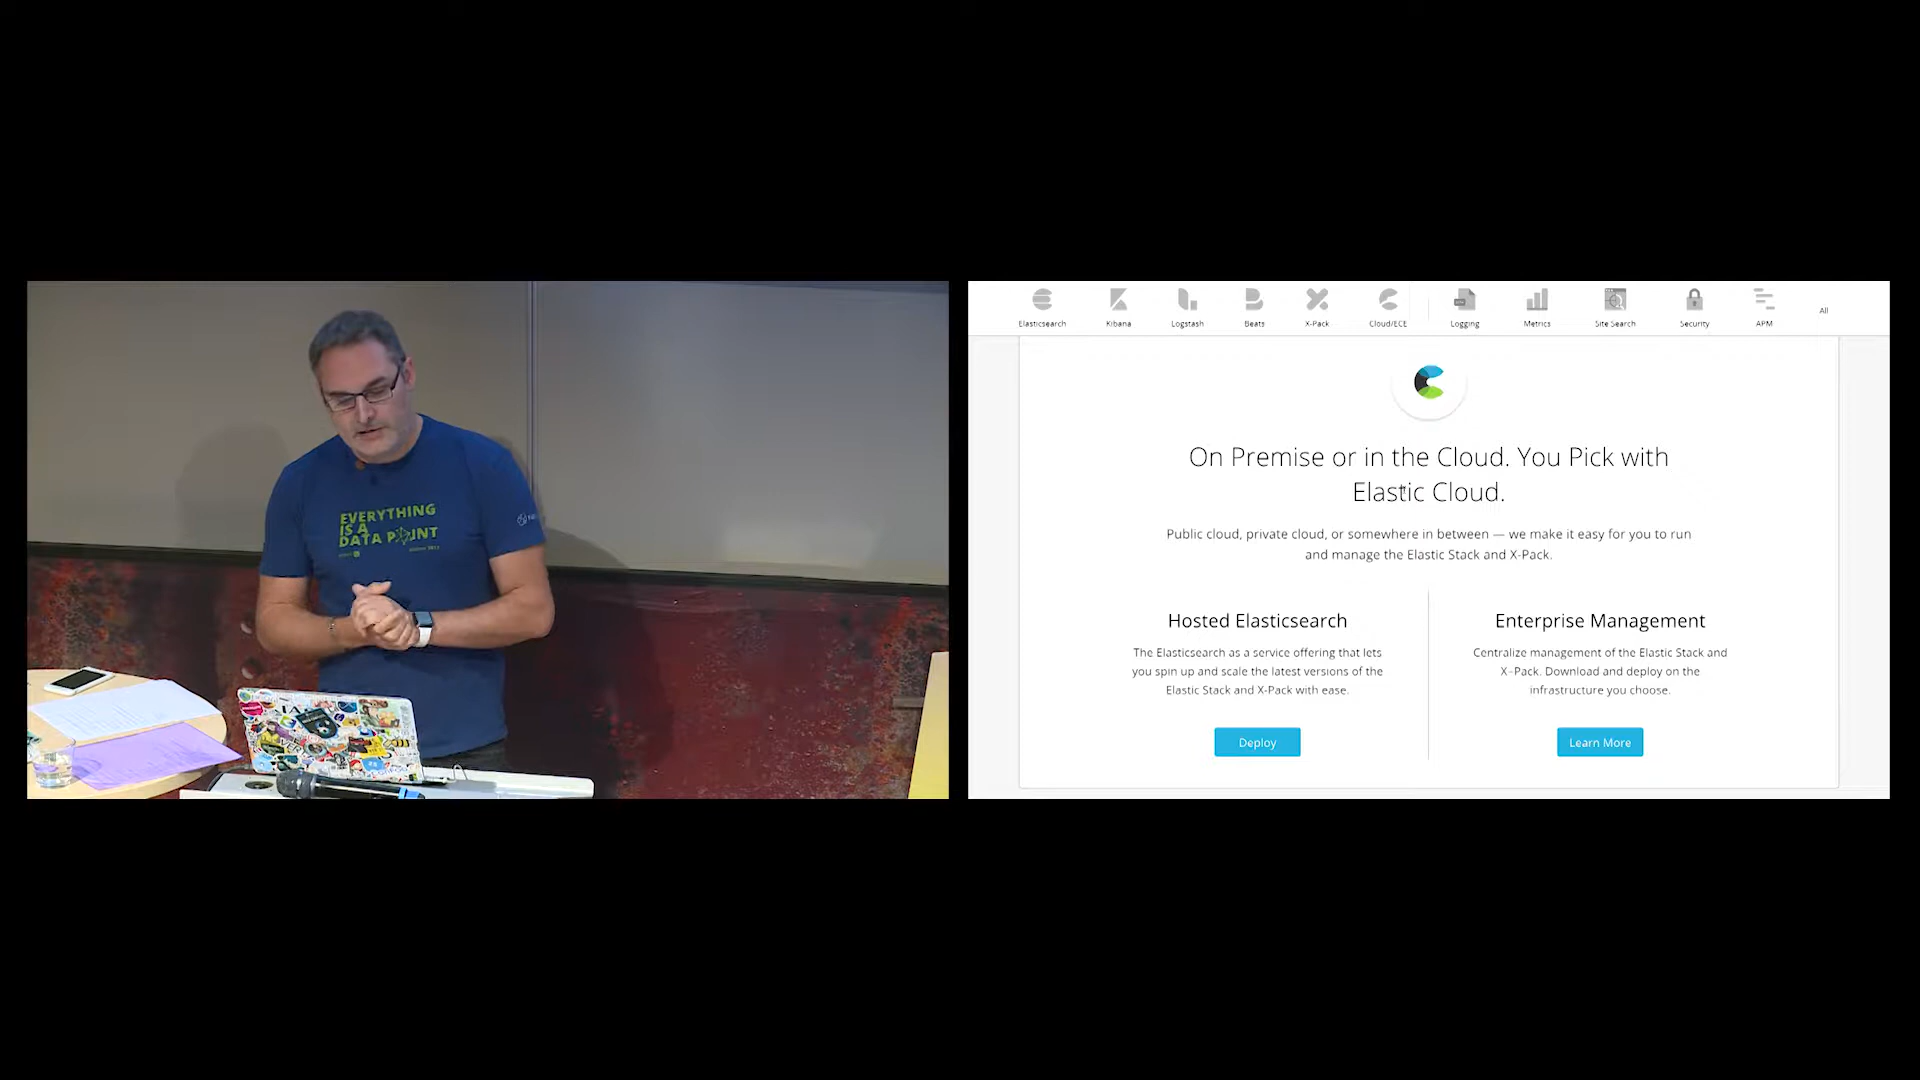 EVERYTHING
IS A
DATA POINT
Elasticsearch
Kibana
Logstash
Beats
X-Pack
Cloud/ECE
Logging
Metrics
Site Search
Security
APM
All
On Premise or in the Cloud. You Pick with
Elastic Cloud.
Public cloud, private cloud, or somewhere in between — we make it easy for you to run
and manage the Elastic Stack and X-Pack.
Hosted Elasticsearch
The Elasticsearch as a service offering that lets
you spin up and scale the latest versions of the
Elastic Stack and X-Pack with ease.
Deploy
Enterprise Management
Centralize management of the Elastic Stack and
X-Pack. Download and deploy on the
infrastructure you choose.
Learn More